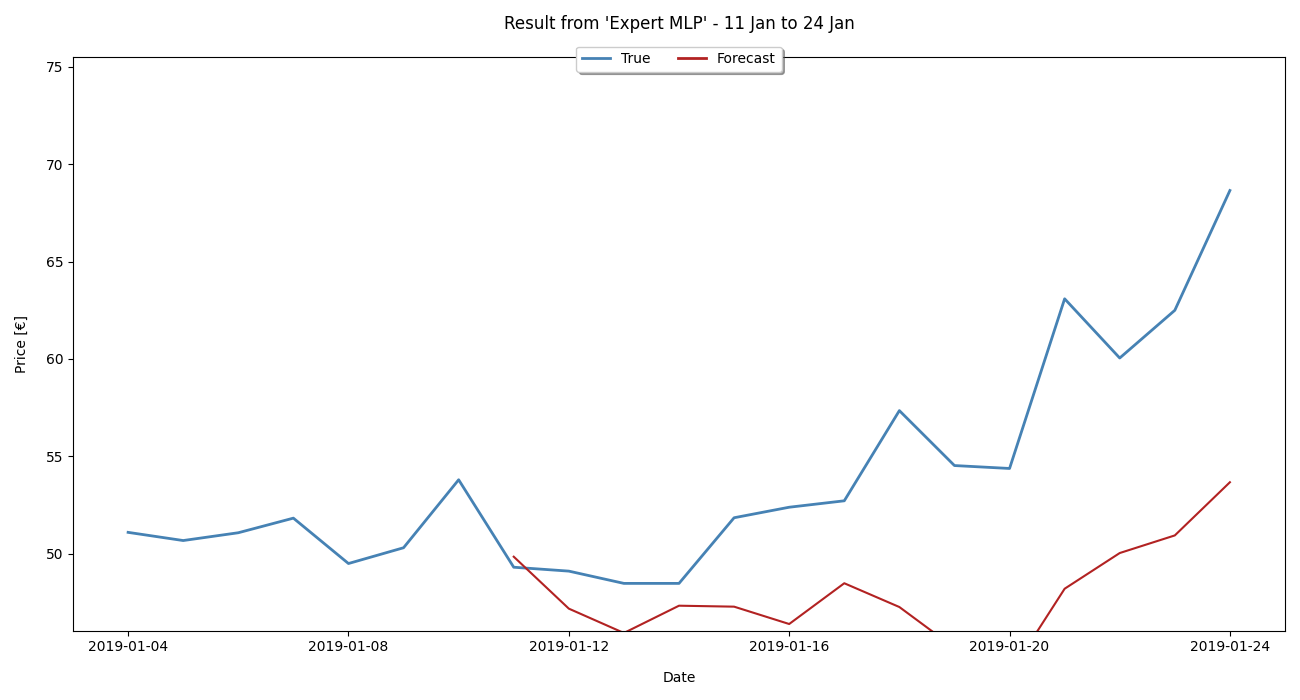 Result from 'Expert MLP' - 11 Jan to 24 Jan
True Forecast
75
70
65
60
55
50
Price [€]
2019-01-04 2019-01-08 2019-01-12 2019-01-16 2019-01-20 2019-01-24
Date